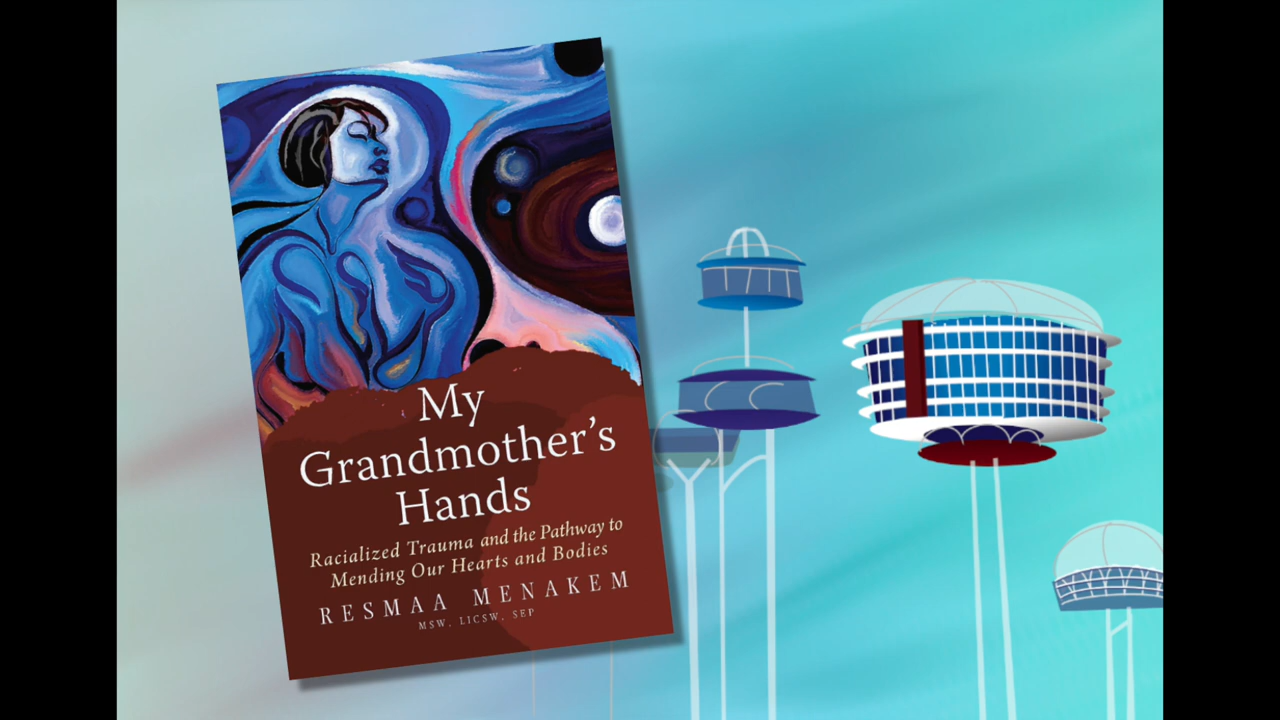 My
Grandmother’s
Hands
Racialized Trauma and the Pathway to
Mending Our Hearts and Bodies
RESMAA MENAKEM
MSW, LICSW, SEP